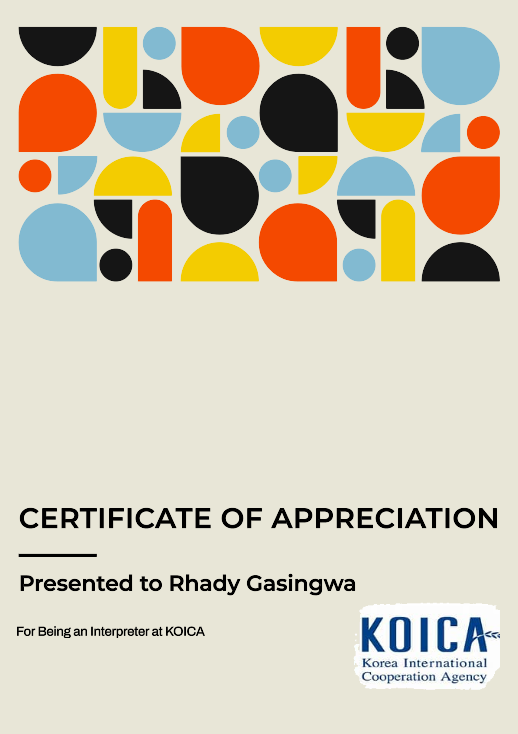 CERTIFICATE OF APPRECIATION
Presented to Rhady Gasingwa
For Being an Interpreter at KOICA
KOICA
Korea International
Cooperation Agency